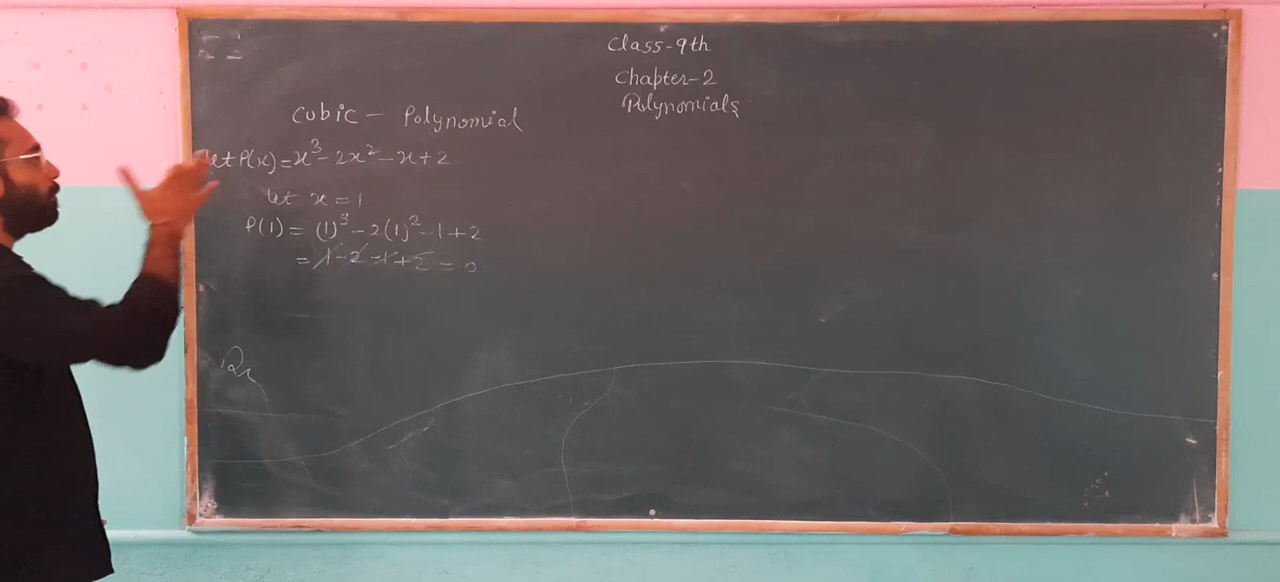 Class-9th
Chapter-2
Polynomials
Cubic - Polynomial
let P(x)=x³-2x²-x+2
let x=1
P(1)= (1)³-2(1)²-1+2
= 1-2-1+2=0